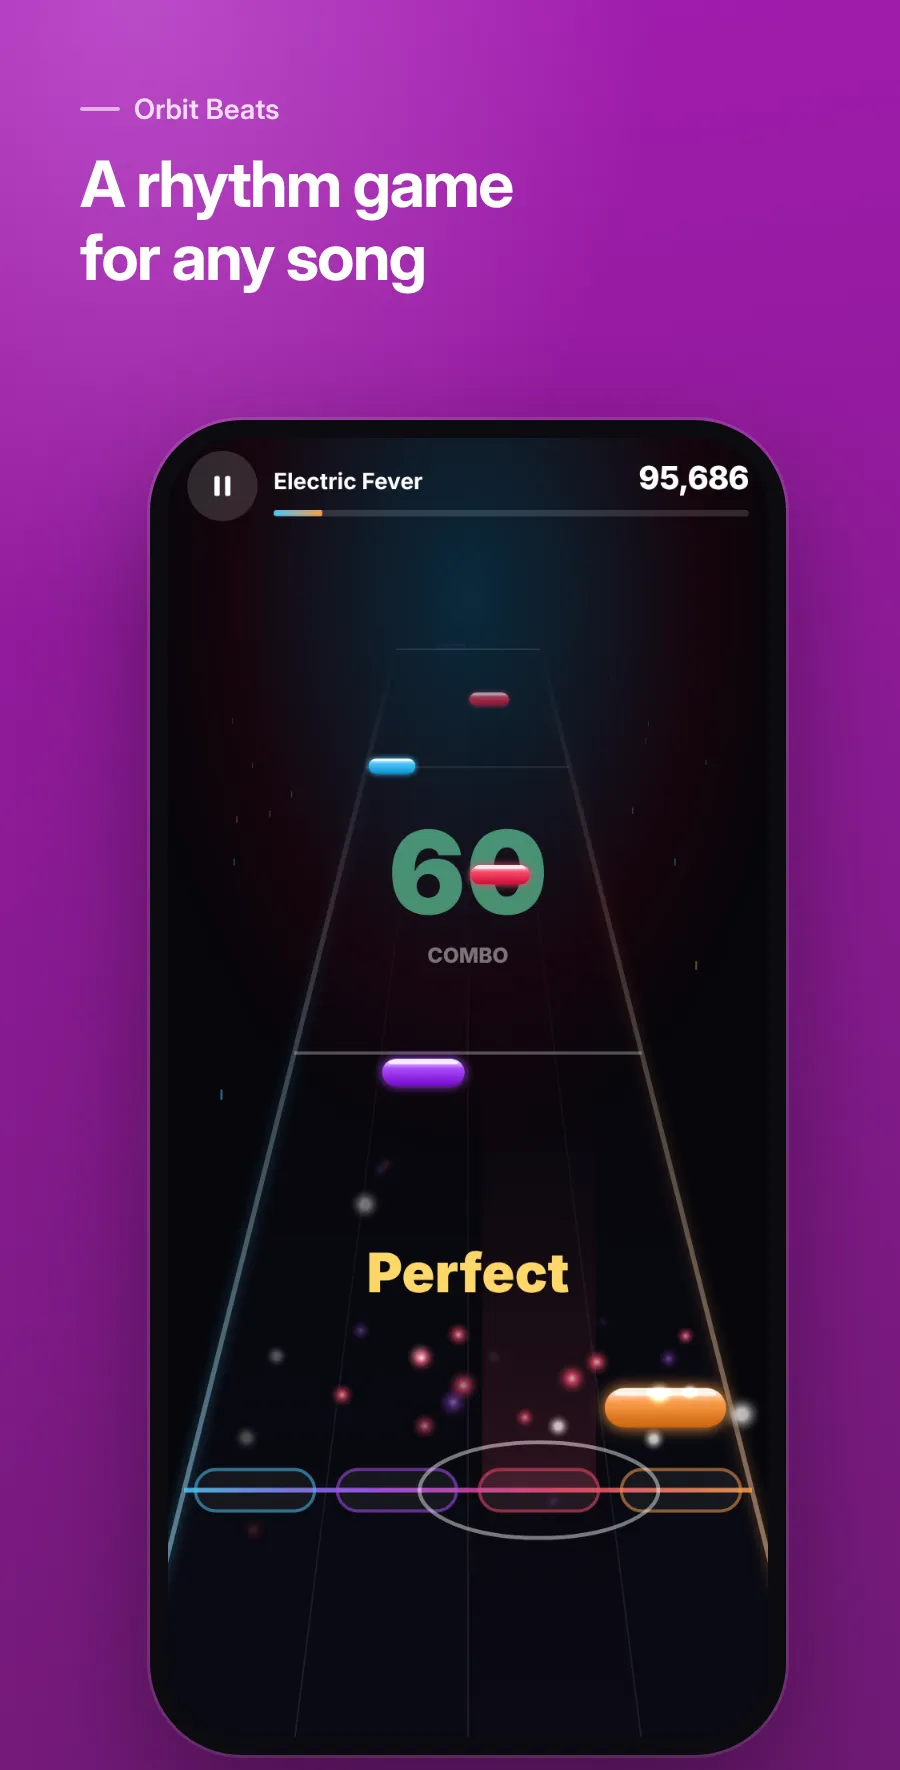 Orbit Beats
A rhythm game
for any song
Electric Fever
95,686
60
COMBO
Perfect